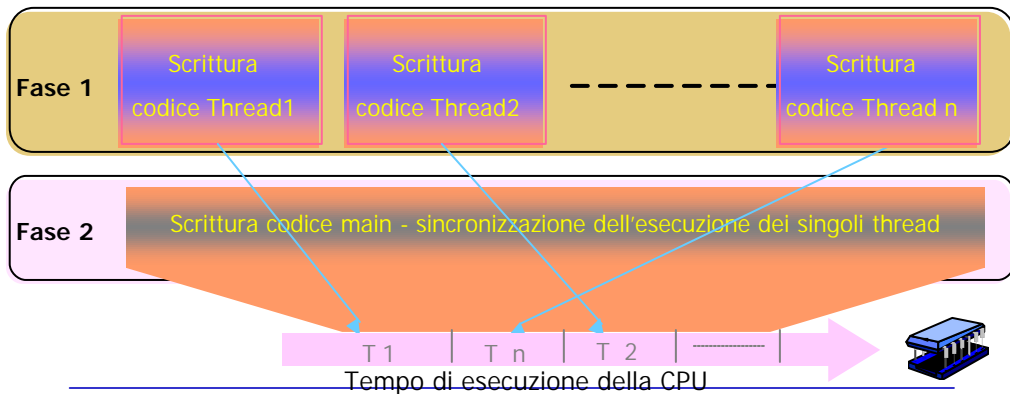 Fase 1
Scrittura
codice Thread1
Scrittura
codice Thread2
Scrittura
codice Thread n
Fase 2
Scrittura codice main - sincronizzazione dell'esecuzione dei singoli thread
T 1
T n
T 2
Tempo di esecuzione della CPU